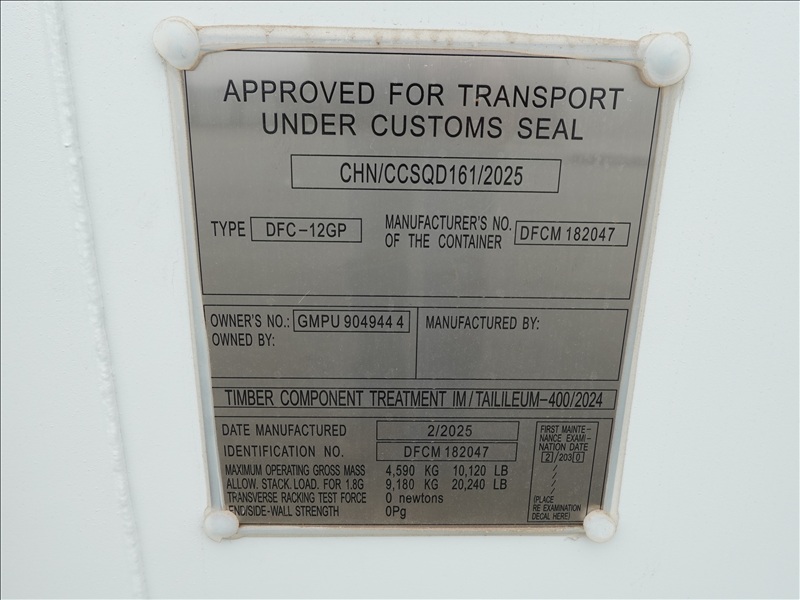 APPROVED FOR TRANSPORT
UNDER CUSTOMS SEAL
CHN/CCSQD161/2025
TYPE DFC-12GP
MANUFACTURER'S NO.
OF THE CONTAINER
DFCM 182047
OWNER'S NO.: GMPU 904944 4
OWNED BY:
MANUFACTURED BY:
TIMBER COMPONENT TREATMENT IM/TAILILEUM-400/2024
DATE MANUFACTURED 2/2025
IDENTIFICATION NO. DFCM 182047
MAXIMUM OPERATING GROSS MASS 4,590 KG 10,120 LB
ALLOW. STACK. LOAD. FOR 1.8G 9,180 KG 20,240 LB
TRANSVERSE RACKING TEST FORCE 0 newtons
END/SIDE-WALL STRENGTH 0Pg
FIRST MAINTE-
NANCE EXAMI-
NATION DATE
2/2030
/
/
/
(PLACE
RE EXAMINATION
DECAL HERE)